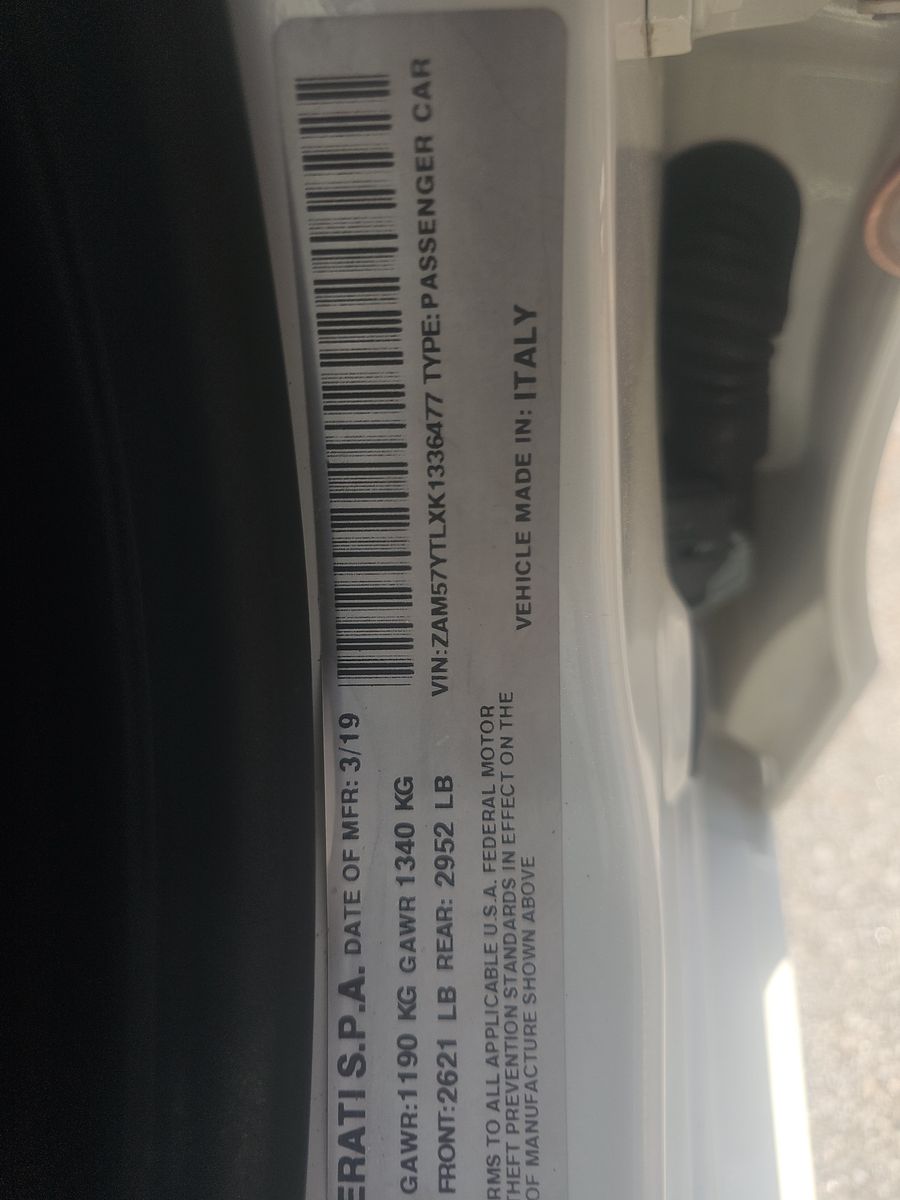 ERATI S.P.A. DATE OF MFR: 3/19
GAWR:1190 KG GAWR 1340 KG
FRONT:2621 LB REAR: 2952 LB
VIN:ZAM57YTLXK1336477 TYPE:PASSENGER CAR
RMS TO ALL APPLICABLE U.S.A. FEDERAL MOTOR
THEFT PREVENTION STANDARDS IN EFFECT ON THE
OF MANUFACTURE SHOWN ABOVE
VEHICLE MADE IN: ITALY